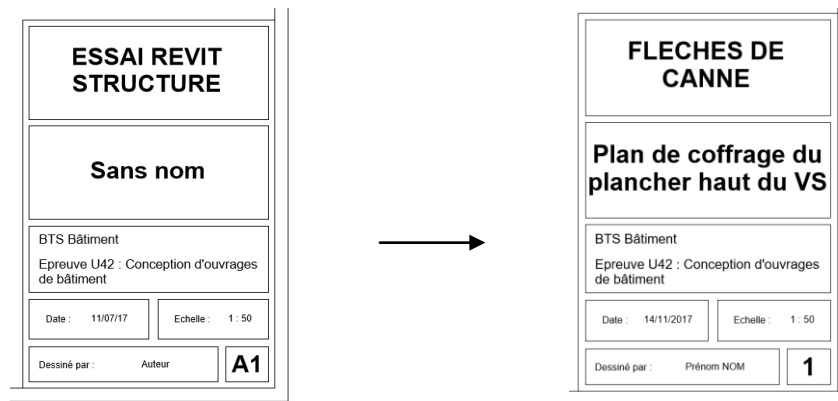 ESSAI REVIT
STRUCTURE
Sans nom
BTS Bâtiment
Epreuve U42 : Conception d'ouvrages
de bâtiment
Date : 11/07/17 Echelle : 1 : 50
Dessiné par : Auteur A1
FLECHES DE
CANNE
Plan de coffrage du
plancher haut du VS
BTS Bâtiment
Epreuve U42 : Conception d'ouvrages
de bâtiment
Date : 14/11/2017 Echelle : 1 : 50
Dessiné par : Prénom NOM 1